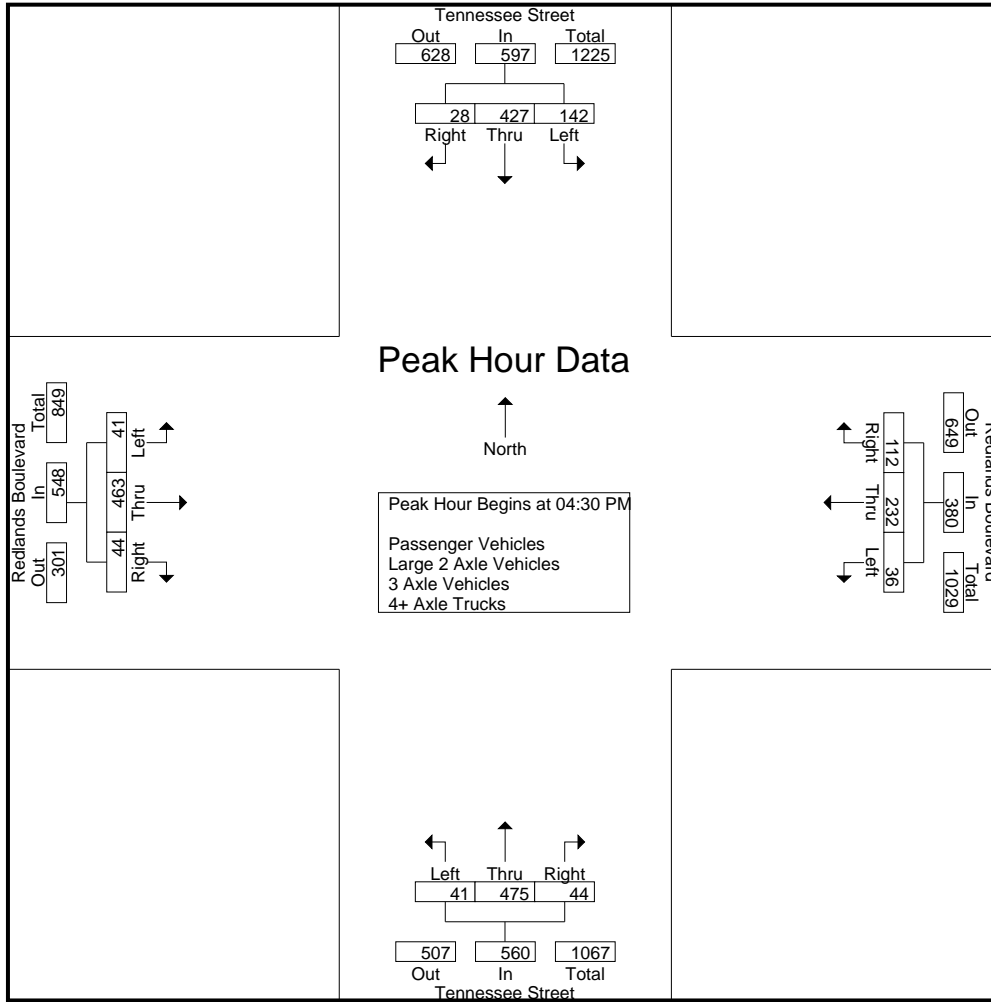 Tennessee Street
Out In Total
628 597 1225
28 427 142
Right Thru Left
Peak Hour Data
North
Peak Hour Begins at 04:30 PM
Passenger Vehicles
Large 2 Axle Vehicles
3 Axle Vehicles
4+ Axle Trucks
Redlands Boulevard
Out In Total
301 548 849
44 463 41
Right Thru Left
Redlands Boulevard
Out In Total
649 380 1029
112 232 36
Right Thru Left
Left Thru Right
41 475 44
507 560 1067
Out In Total
Tennessee Street